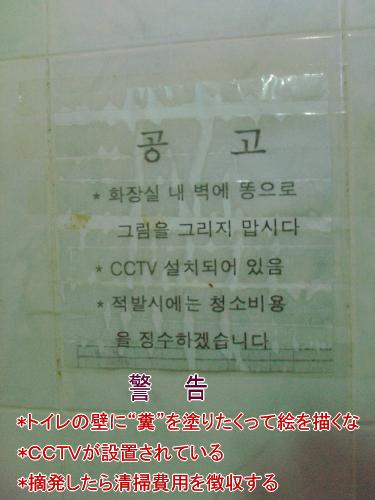 공 고
* 화장실 내 벽에 똥으로
그림을 그리지 맙시다
* CCTV 설치되어 있음
* 적발시에는 청소비용
을 징수하겠습니다
警 告
*トイレの壁に“糞”を塗りたくって絵を描くな
*CCTVが設置されている
*摘発したら清掃費用を徴収する